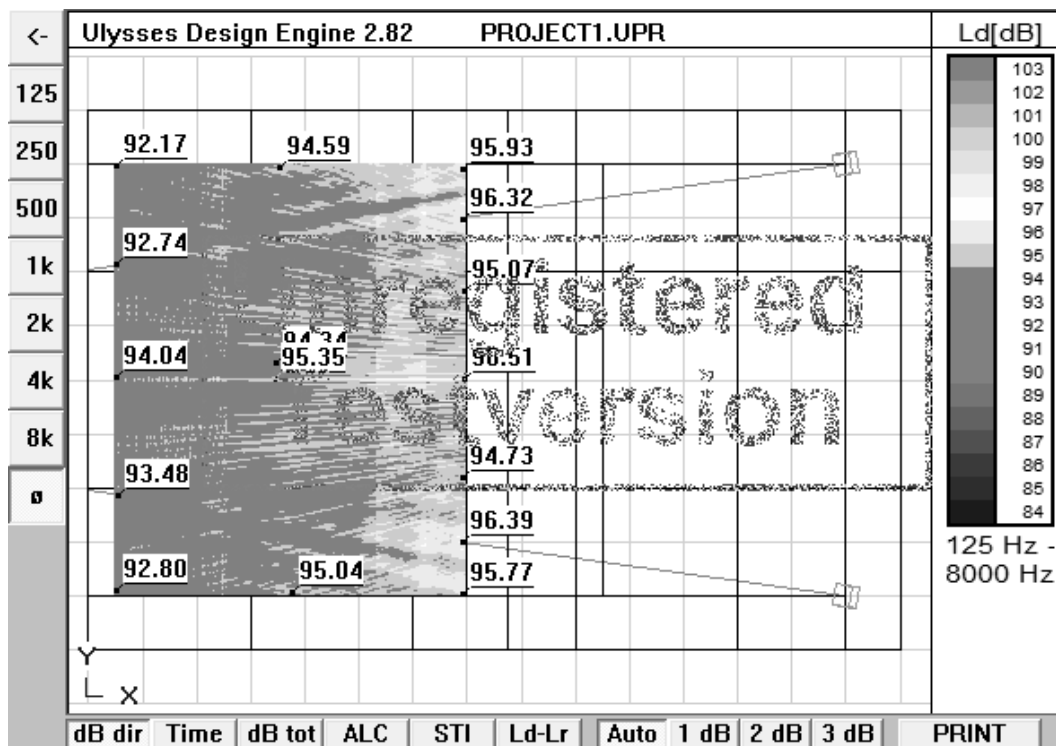 Ulysses Design Engine 2.82 PROJECT1.UPR
Ld[dB]
<-
125
250
500
1k
2k
4k
8k
ø
92.17 94.59 95.93
96.32
92.74
95.07
Unregistered
94.34
94.04 95.35
Testversion
94.73
93.48
96.39
92.80 95.04 95.77
103
102
101
100
99
98
97
96
95
94
93
92
91
90
89
88
87
86
85
84
125 Hz -
8000 Hz
Y
X
dB dir Time dB tot ALC STI Ld-Lr Auto 1 dB 2 dB 3 dB PRINT